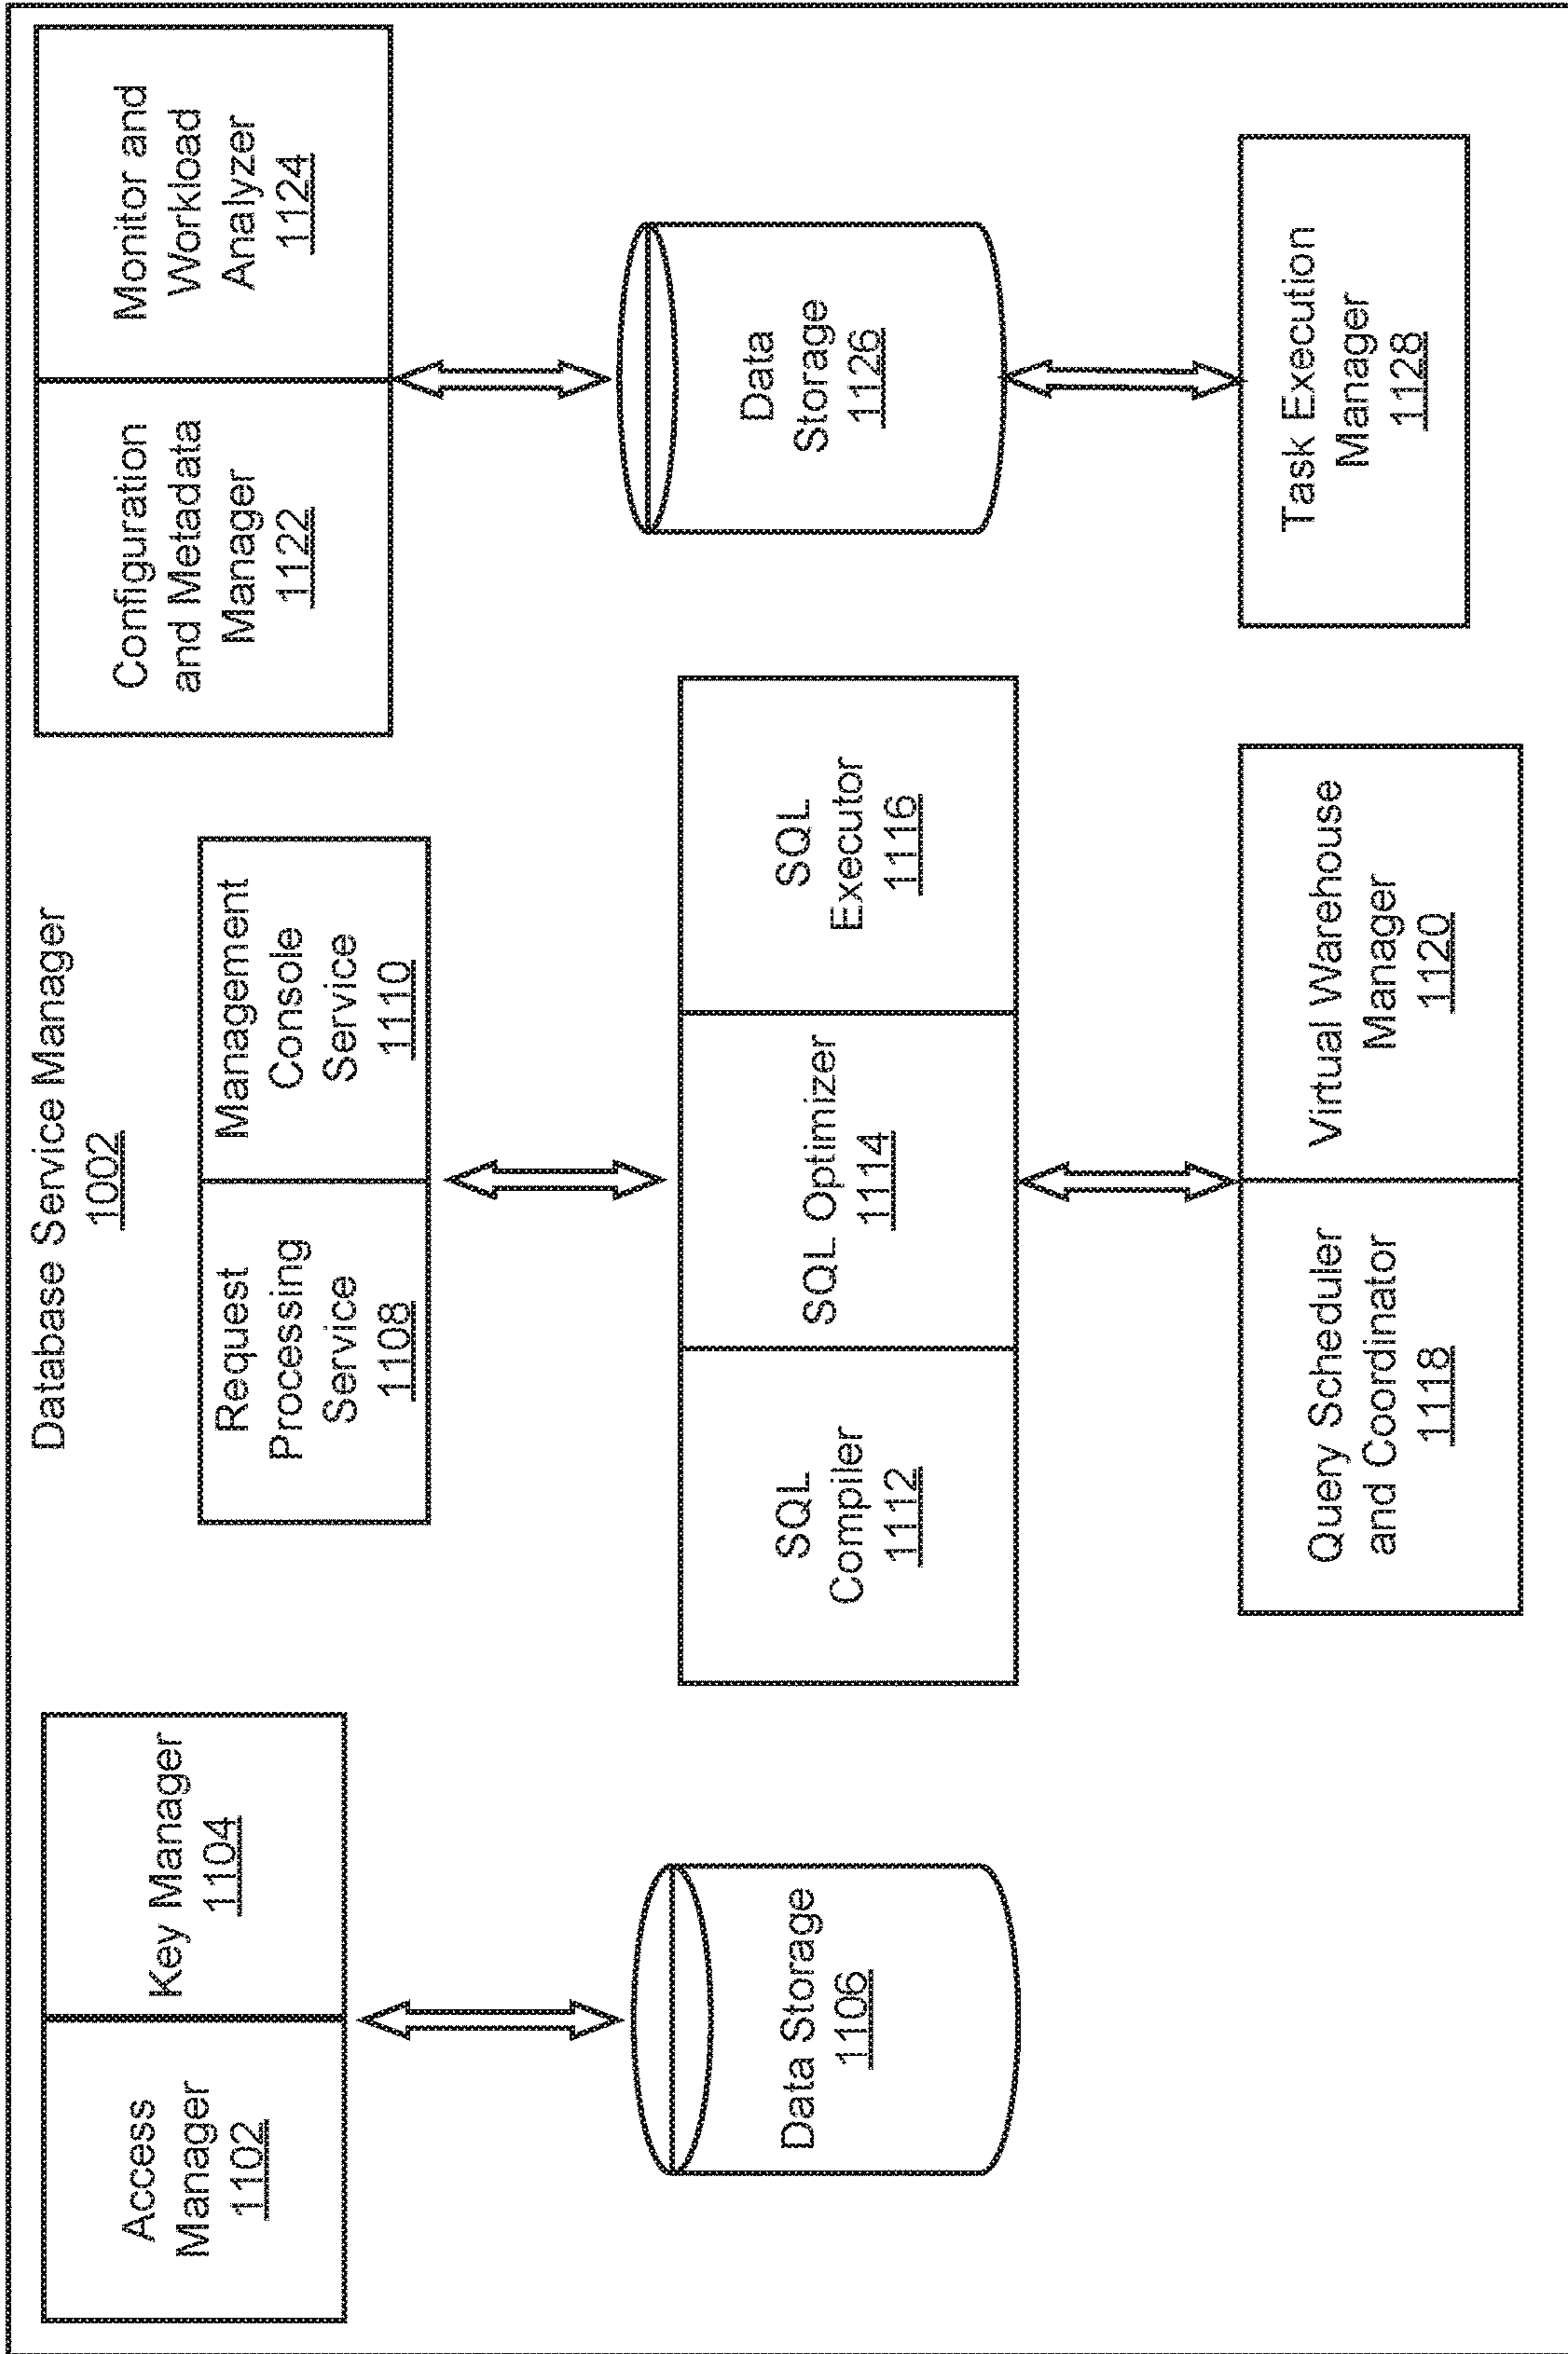 Database Service Manager
1002
Access
Manager
1102
Key Manager
1104
Data Storage
1106
Request
Processing
Service
1108
Management
Console
Service
1110
SQL
Compiler
1112
SQL Optimizer
1114
SQL
Executor
1116
Query Scheduler
and Coordinator
1118
Virtual Warehouse
Manager
1120
Configuration
and Metadata
Manager
1122
Monitor and
Workload
Analyzer
1124
Data
Storage
1126
Task Execution
Manager
1128